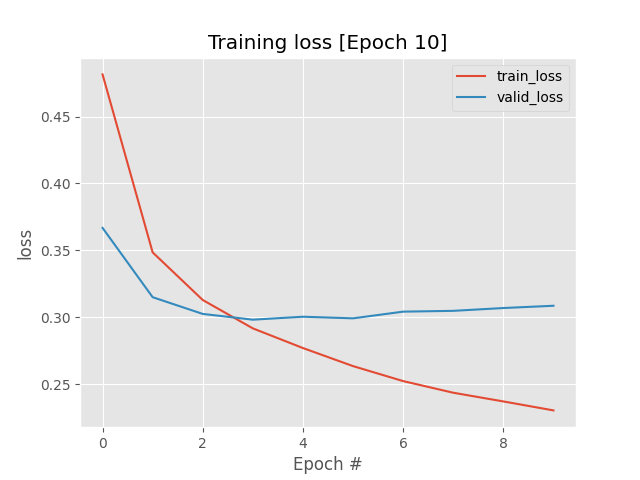 Training loss [Epoch 10]
train_loss
valid_loss
0.45
0.40
0.35
0.30
0.25
loss
0 2 4 6 8
Epoch #